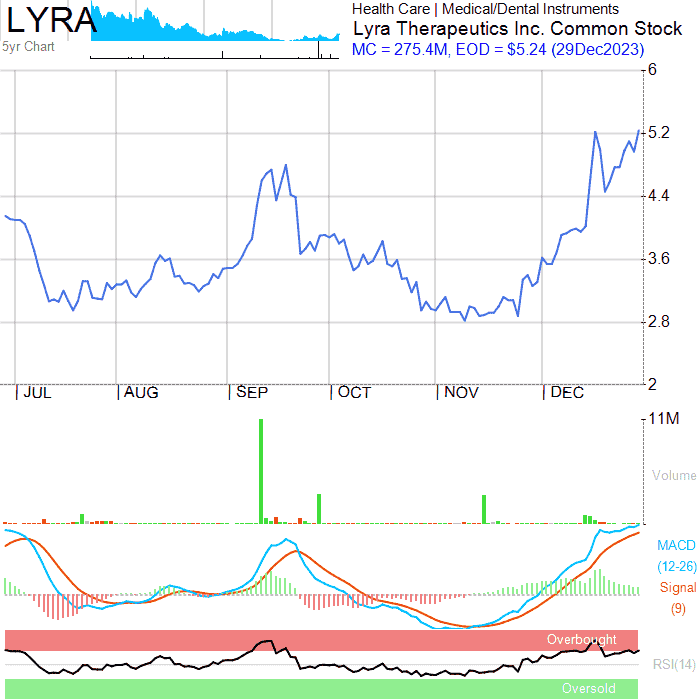 LYRA
5yr Chart
Health Care | Medical/Dental Instruments
Lyra Therapeutics Inc. Common Stock
MC = 275.4M, EOD = $5.24 (29Dec2023)
6
5.2
4.4
3.6
2.8
2
JUL AUG SEP OCT NOV DEC
11M
Volume
MACD
(12-26)
Signal
(9)
Overbought
RSI(14)
Oversold